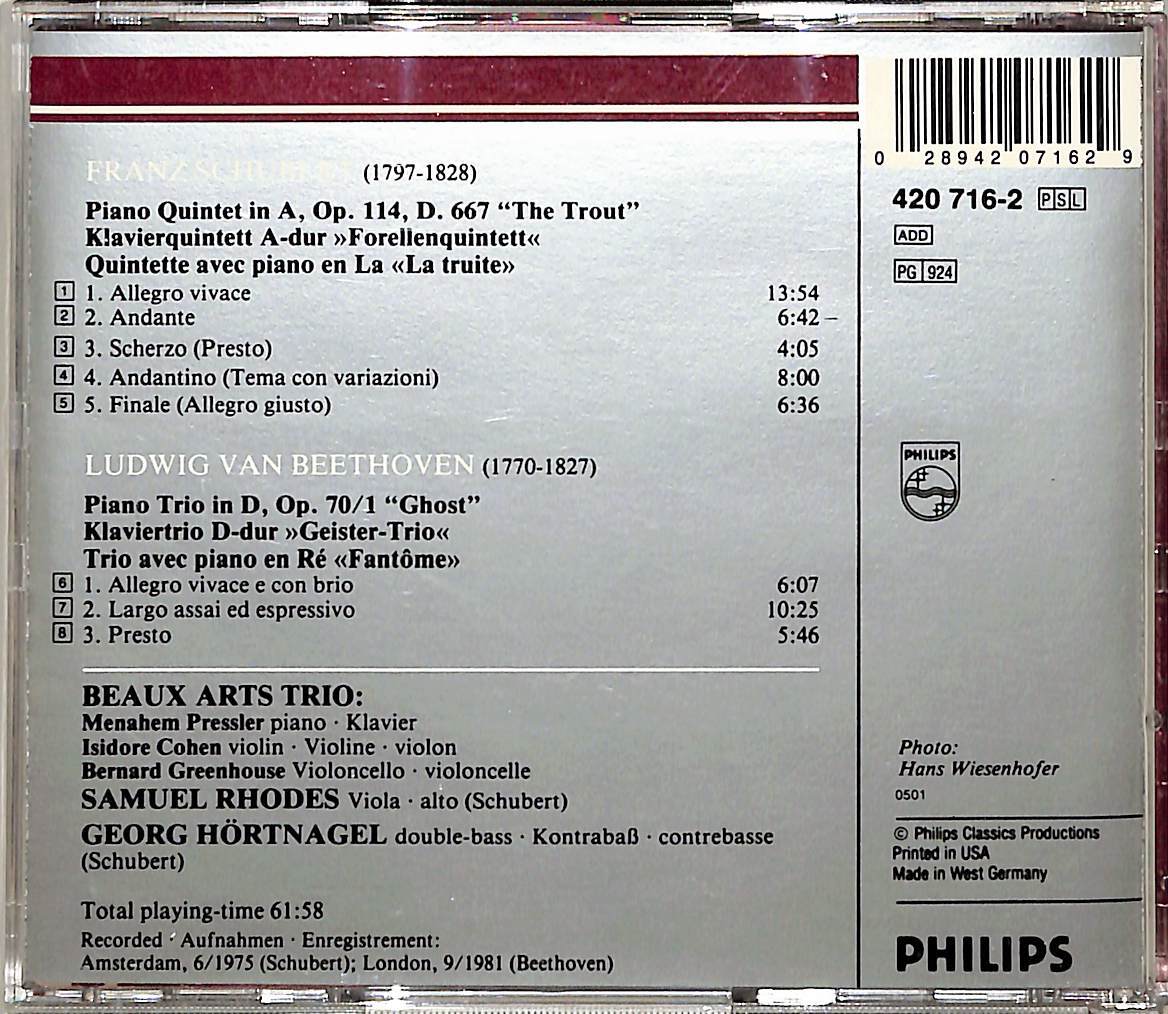 FRANZ SCHUBERT (1797-1828)
Piano Quintet in A, Op. 114, D. 667 “The Trout”
Klavierquintett A-dur »Forellenquintett«
Quintette avec piano en La «La truite»
1 1. Allegro vivace 13:54
2 2. Andante 6:42 –
3 3. Scherzo (Presto) 4:05
4 4. Andantino (Tema con variazioni) 8:00
5 5. Finale (Allegro giusto) 6:36
LUDWIG VAN BEETHOVEN (1770-1827)
Piano Trio in D, Op. 70/1 “Ghost”
Klaviertrio D-dur »Geister-Trio«
Trio avec piano en Ré «Fantôme»
6 1. Allegro vivace e con brio 6:07
7 2. Largo assai ed espressivo 10:25
8 3. Presto 5:46
BEAUX ARTS TRIO:
Menahem Pressler piano · Klavier
Isidore Cohen violin · Violine · violon
Bernard Greenhouse Violoncello · violoncelle
SAMUEL RHODES Viola · alto (Schubert)
GEORG HÖRTNAGEL double-bass · Kontrabaß · contrebasse
(Schubert)
Total playing-time 61:58
Recorded · Aufnahmen · Enregistrement:
Amsterdam, 6/1975 (Schubert); London, 9/1981 (Beethoven)
0 28942 07162 9
420 716-2 PSL
ADD
PG 924
PHILIPS
Photo:
Hans Wiesenhofer
0501
© Philips Classics Productions
Printed in USA
Made in West Germany
PHILIPS